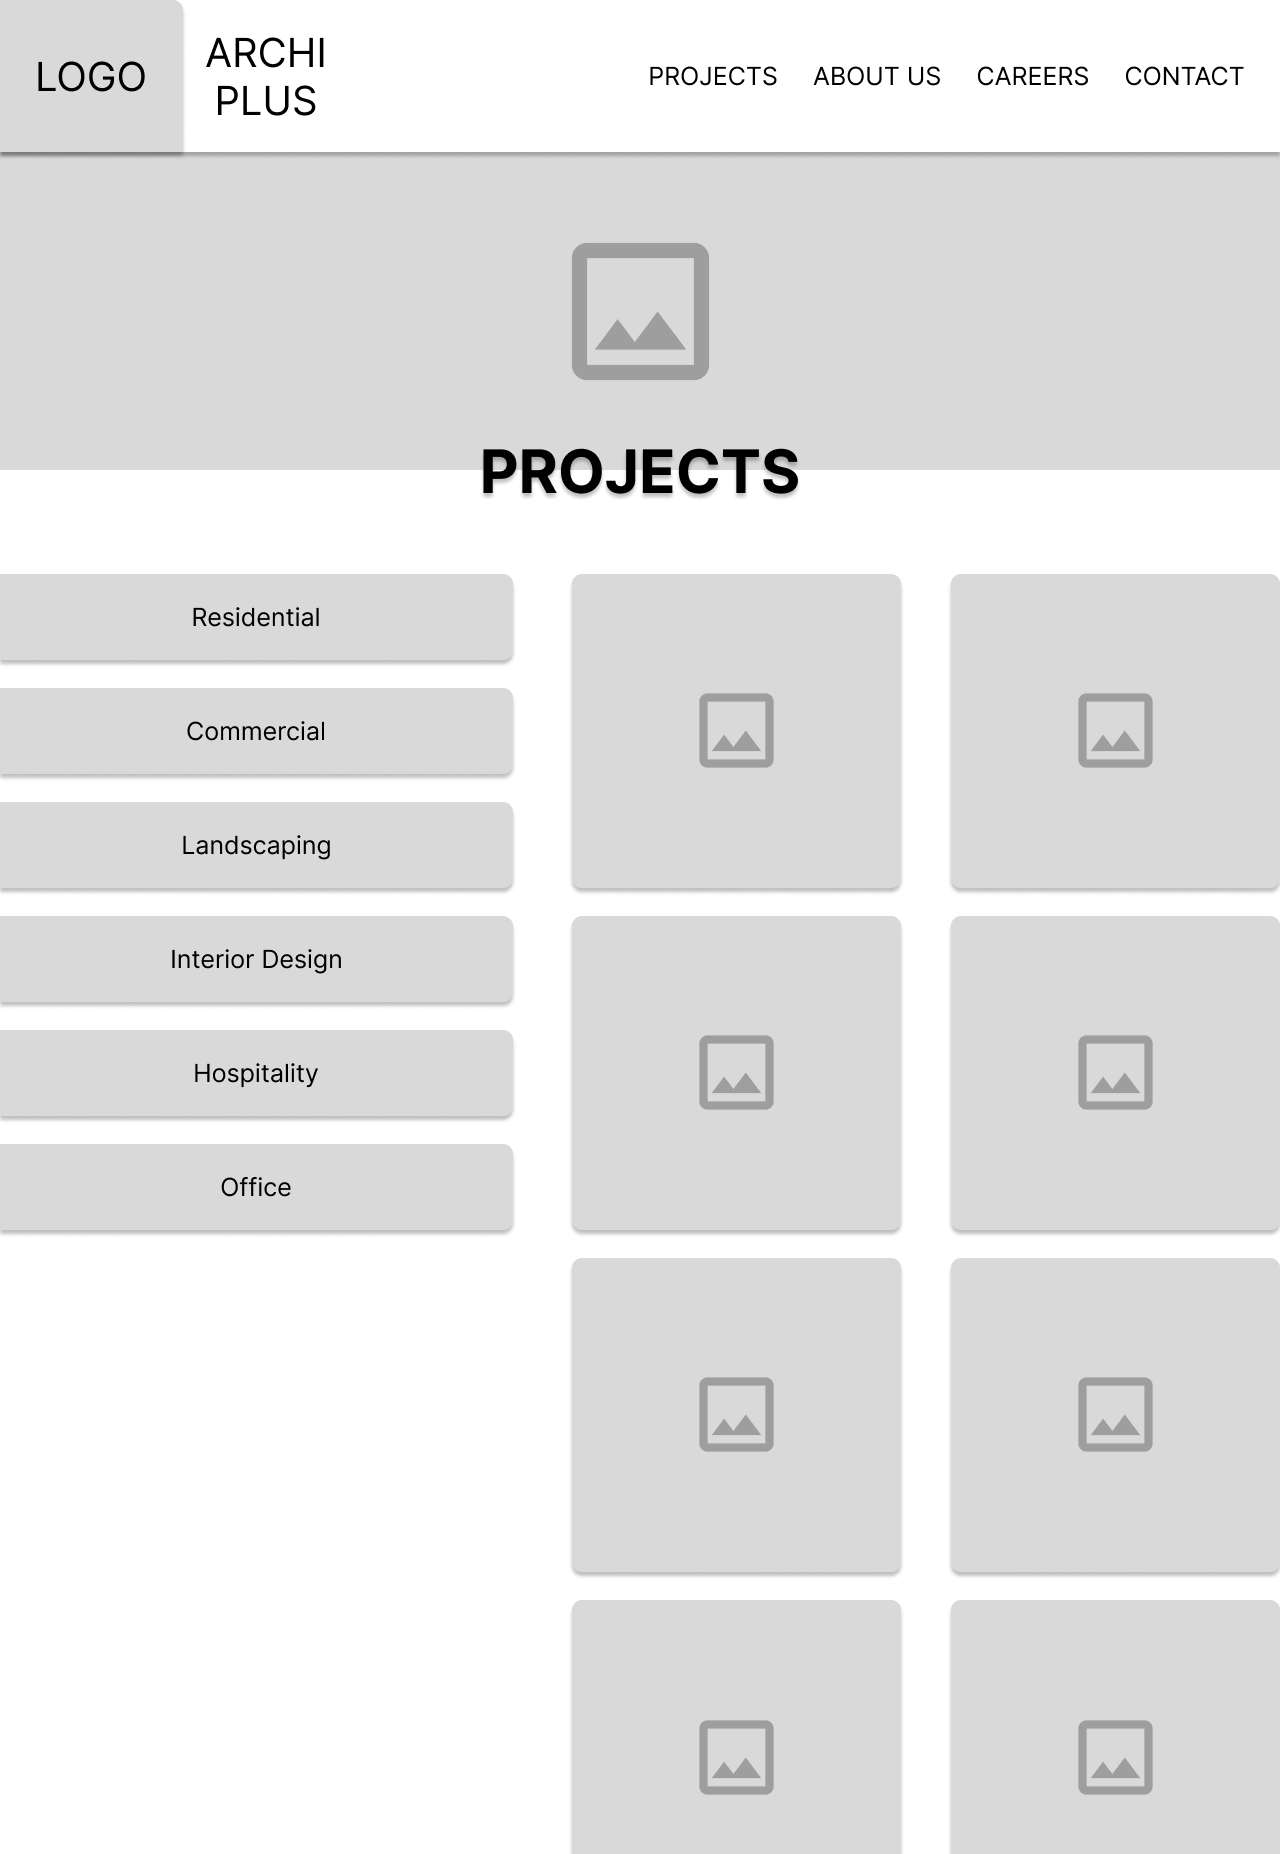 LOGO
ARCHI
PLUS
PROJECTS ABOUT US CAREERS CONTACT
PROJECTS
Residential
Commercial
Landscaping
Interior Design
Hospitality
Office